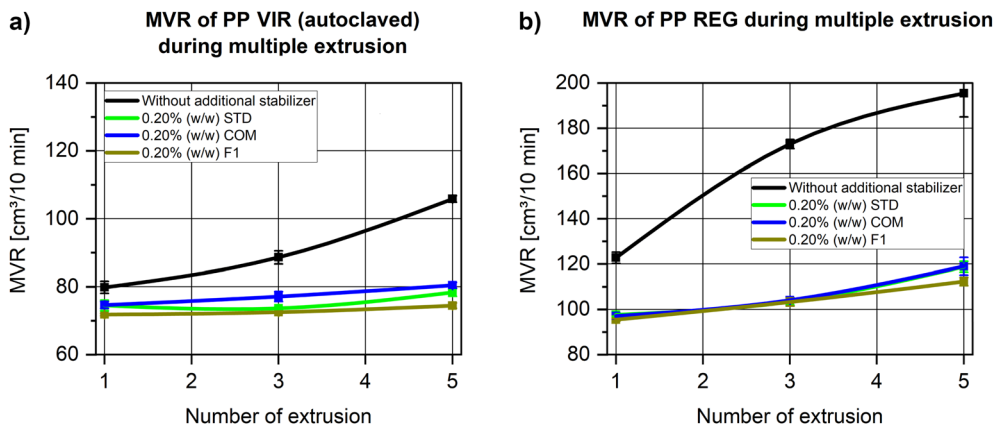 a)
MVR of PP VIR (autoclaved)
during multiple extrusion
140
120
100
80
60
MVR [cm³/10 min]
Without additional stabilizer
0.20% (w/w) STD
0.20% (w/w) COM
0.20% (w/w) F1
1
2
3
4
5
Number of extrusion
b)
MVR of PP REG during multiple extrusion
200
180
160
140
120
100
80
MVR [cm³/10 min]
Without additional stabilizer
0.20% (w/w) STD
0.20% (w/w) COM
0.20% (w/w) F1
1
2
3
4
5
Number of extrusion